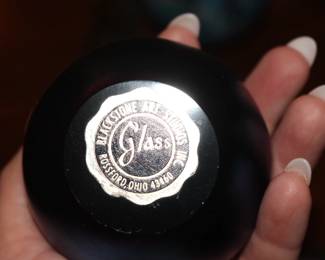 BLACKSTONE ART STUDIOS INC.
Glass
ROSSFORD, OHIO 43460